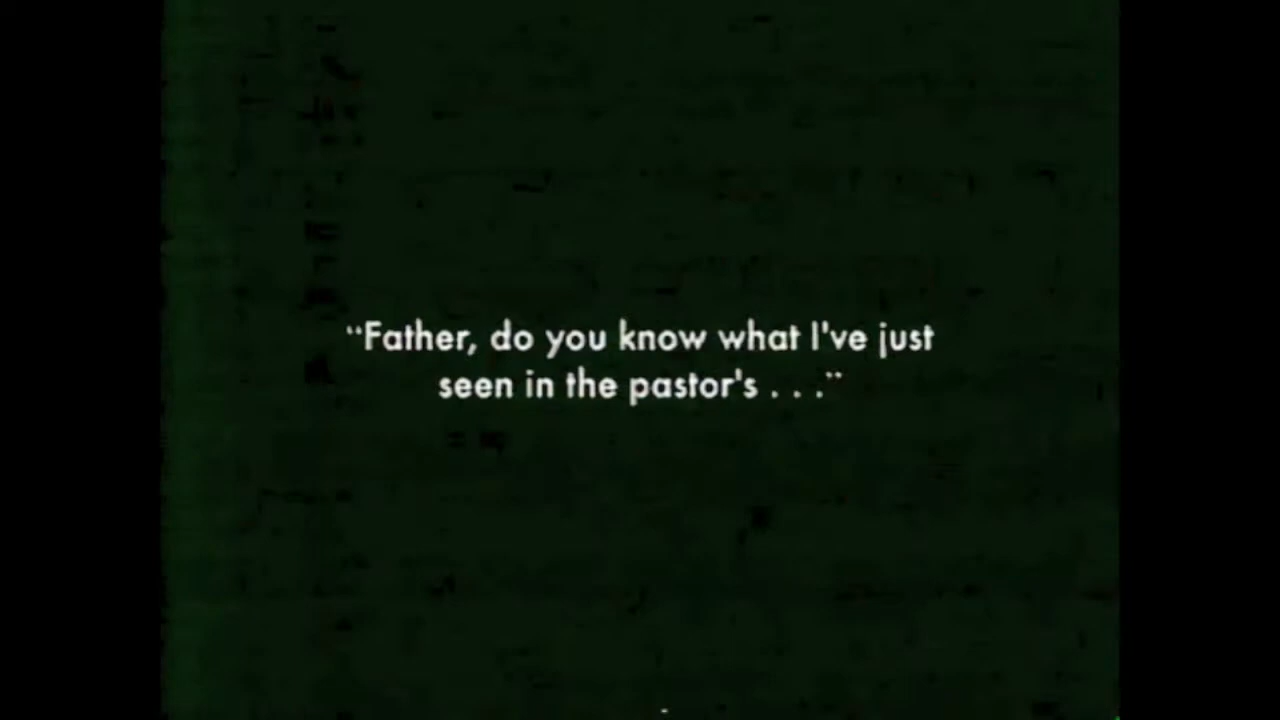 “Father, do you know what I've just
seen in the pastor's . . .”